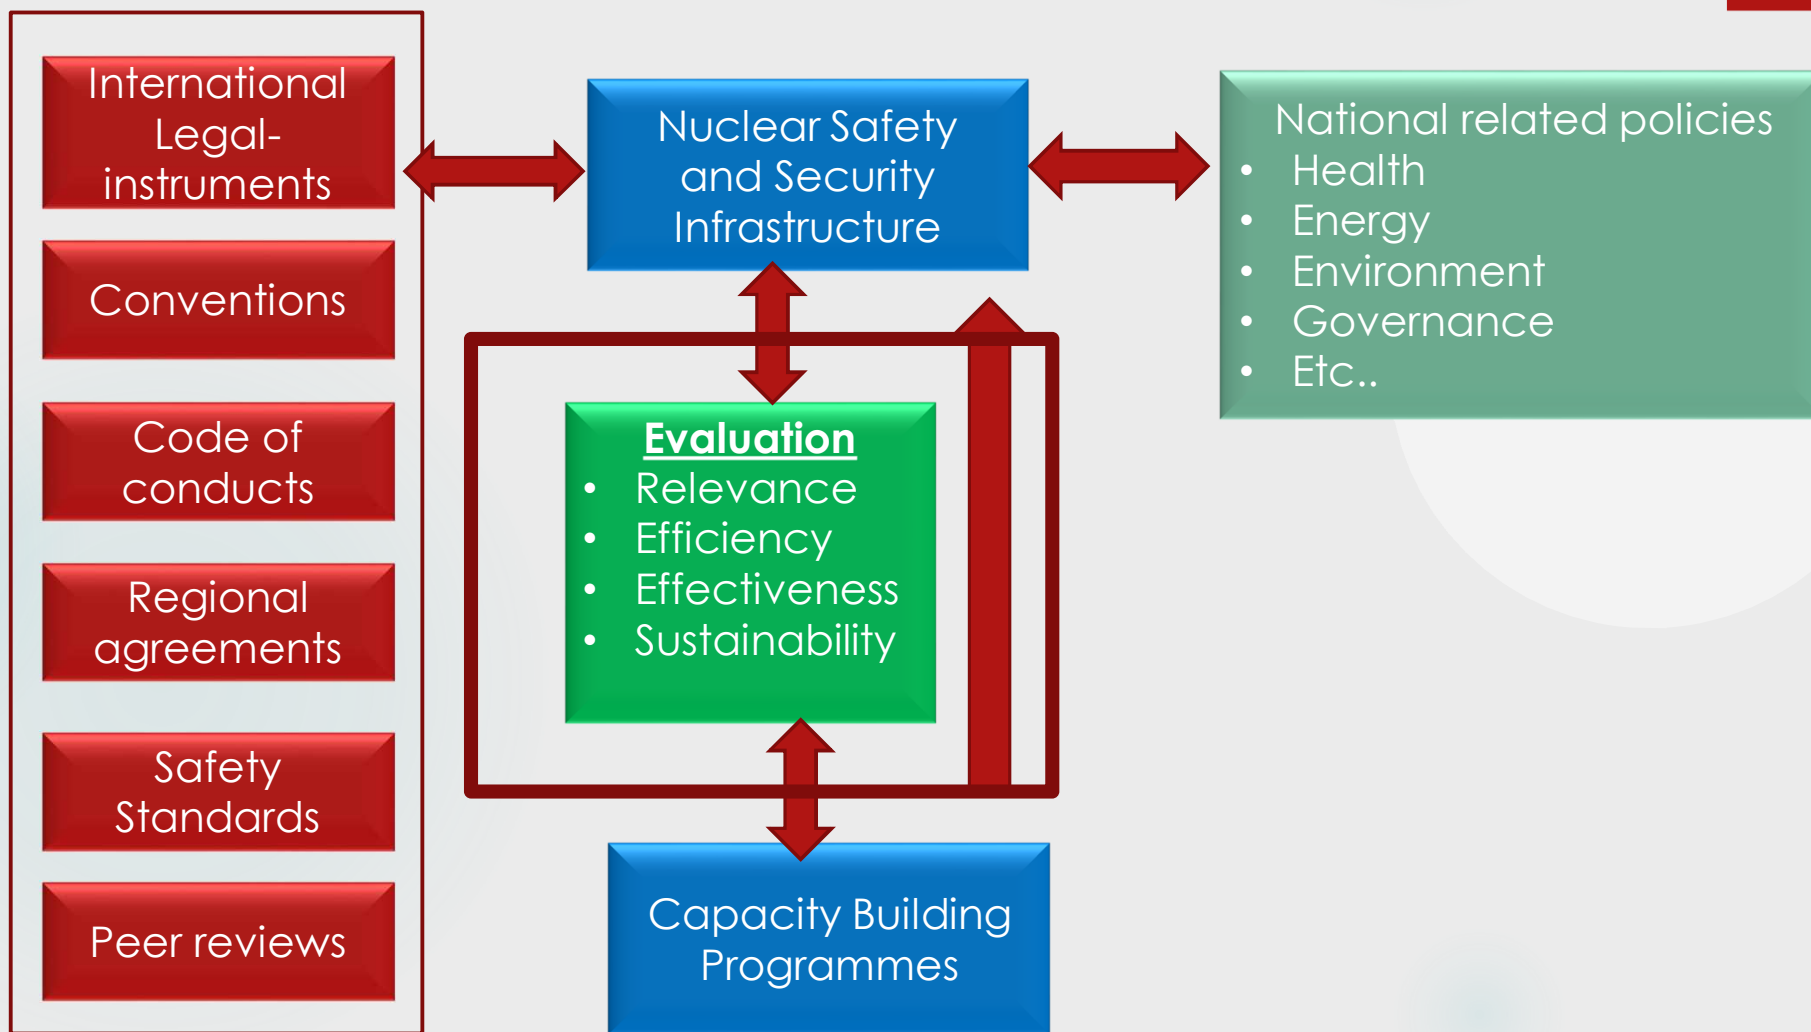 International
Legal-
instruments
Conventions
Code of
conducts
Regional
agreements
Safety
Standards
Peer reviews
Nuclear Safety
and Security
Infrastructure
Evaluation
• Relevance
• Efficiency
• Effectiveness
• Sustainability
Capacity Building
Programmes
National related policies
• Health
• Energy
• Environment
• Governance
• Etc..